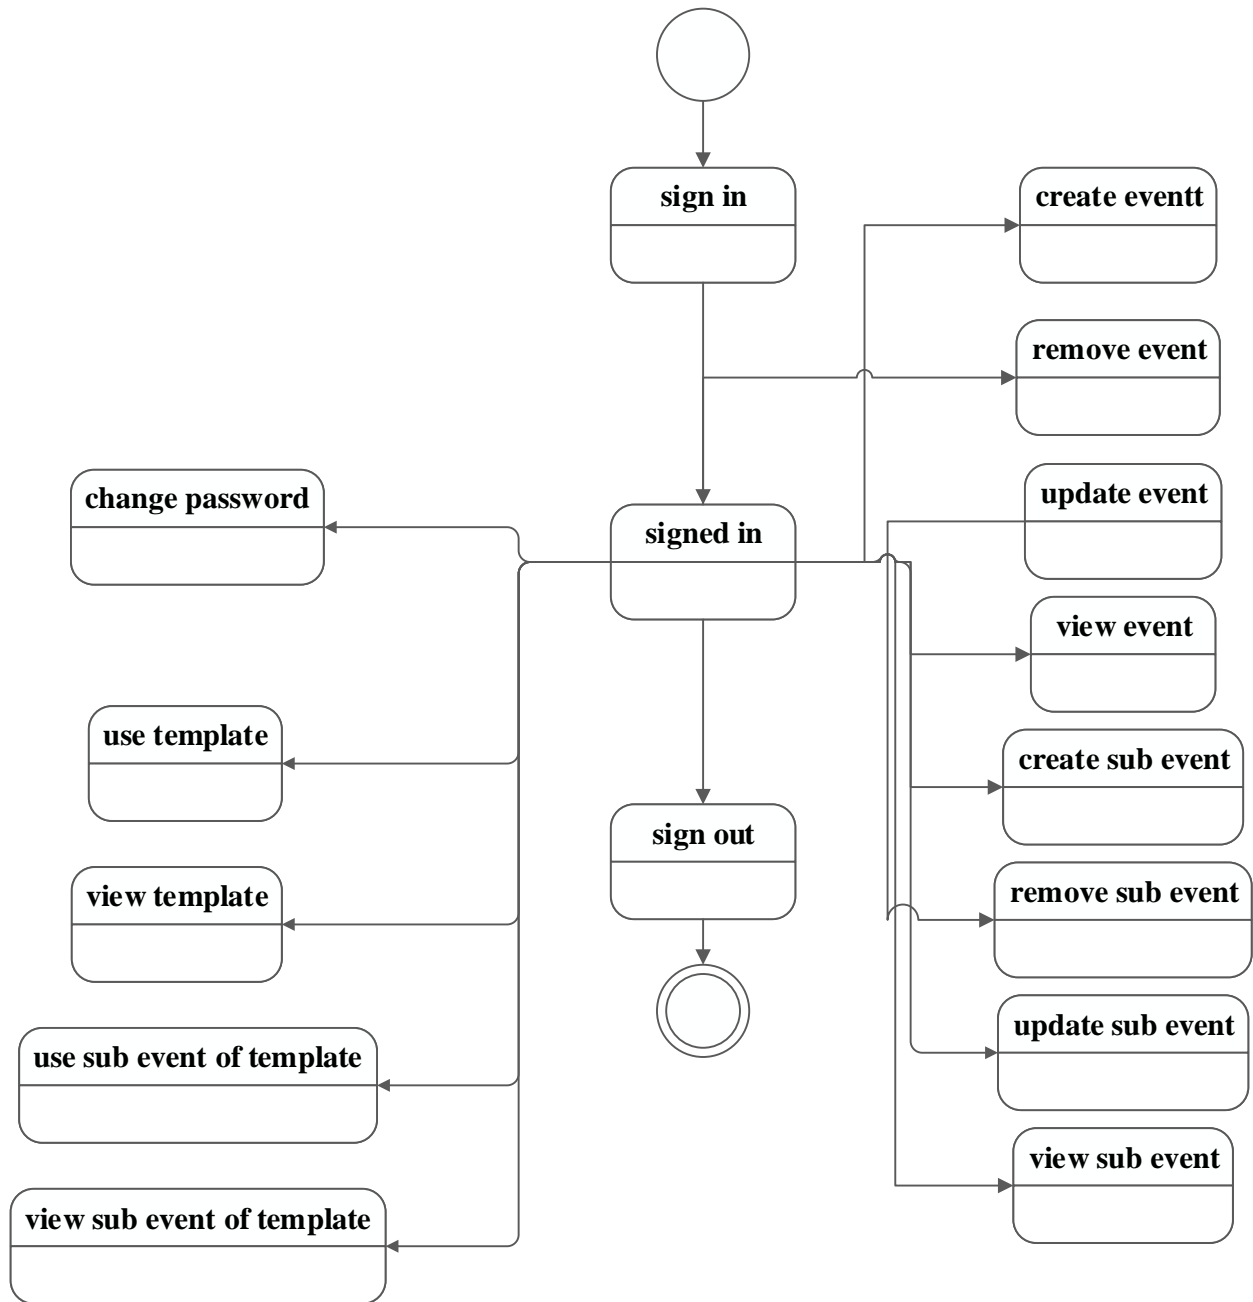 sign in
create eventt
remove event
change password
update event
signed in
view event
use template
create sub event
sign out
view template
remove sub event
use sub event of template
update sub event
view sub event
view sub event of template